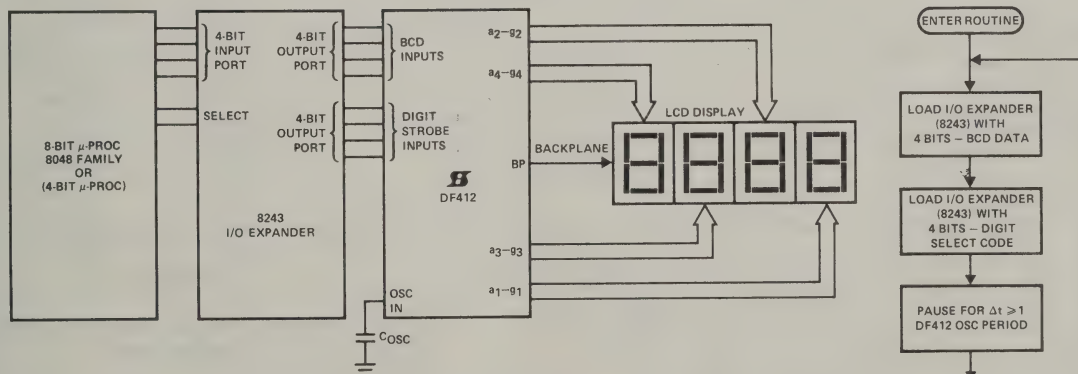 8-BIT μ-PROC
8048 FAMILY
OR
(4-BIT μ-PROC)
4-BIT
INPUT
PORT
SELECT
4-BIT
OUTPUT
PORT
4-BIT
OUTPUT
PORT
8243
I/O EXPANDER
BCD
INPUTS
DIGIT
STROBE
INPUTS
DF412
OSC
IN
COSC
a2-g2
a4-g4
BP
a3-g3
a1-g1
BACKPLANE
LCD DISPLAY
8888
ENTER ROUTINE
LOAD I/O EXPANDER
(8243) WITH
4 BITS – BCD DATA
LOAD I/O EXPANDER
(8243) WITH
4 BITS – DIGIT
SELECT CODE
PAUSE FOR Δt ⩾ 1
DF412 OSC PERIOD